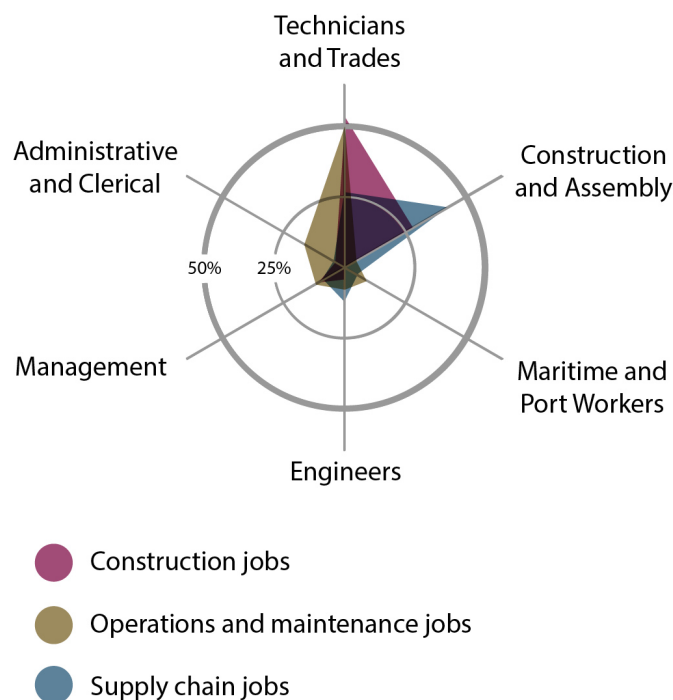 Technicians
and Trades
Administrative
and Clerical
Construction
and Assembly
50%
25%
Management
Maritime and
Port Workers
Engineers
Construction jobs
Operations and maintenance jobs
Supply chain jobs